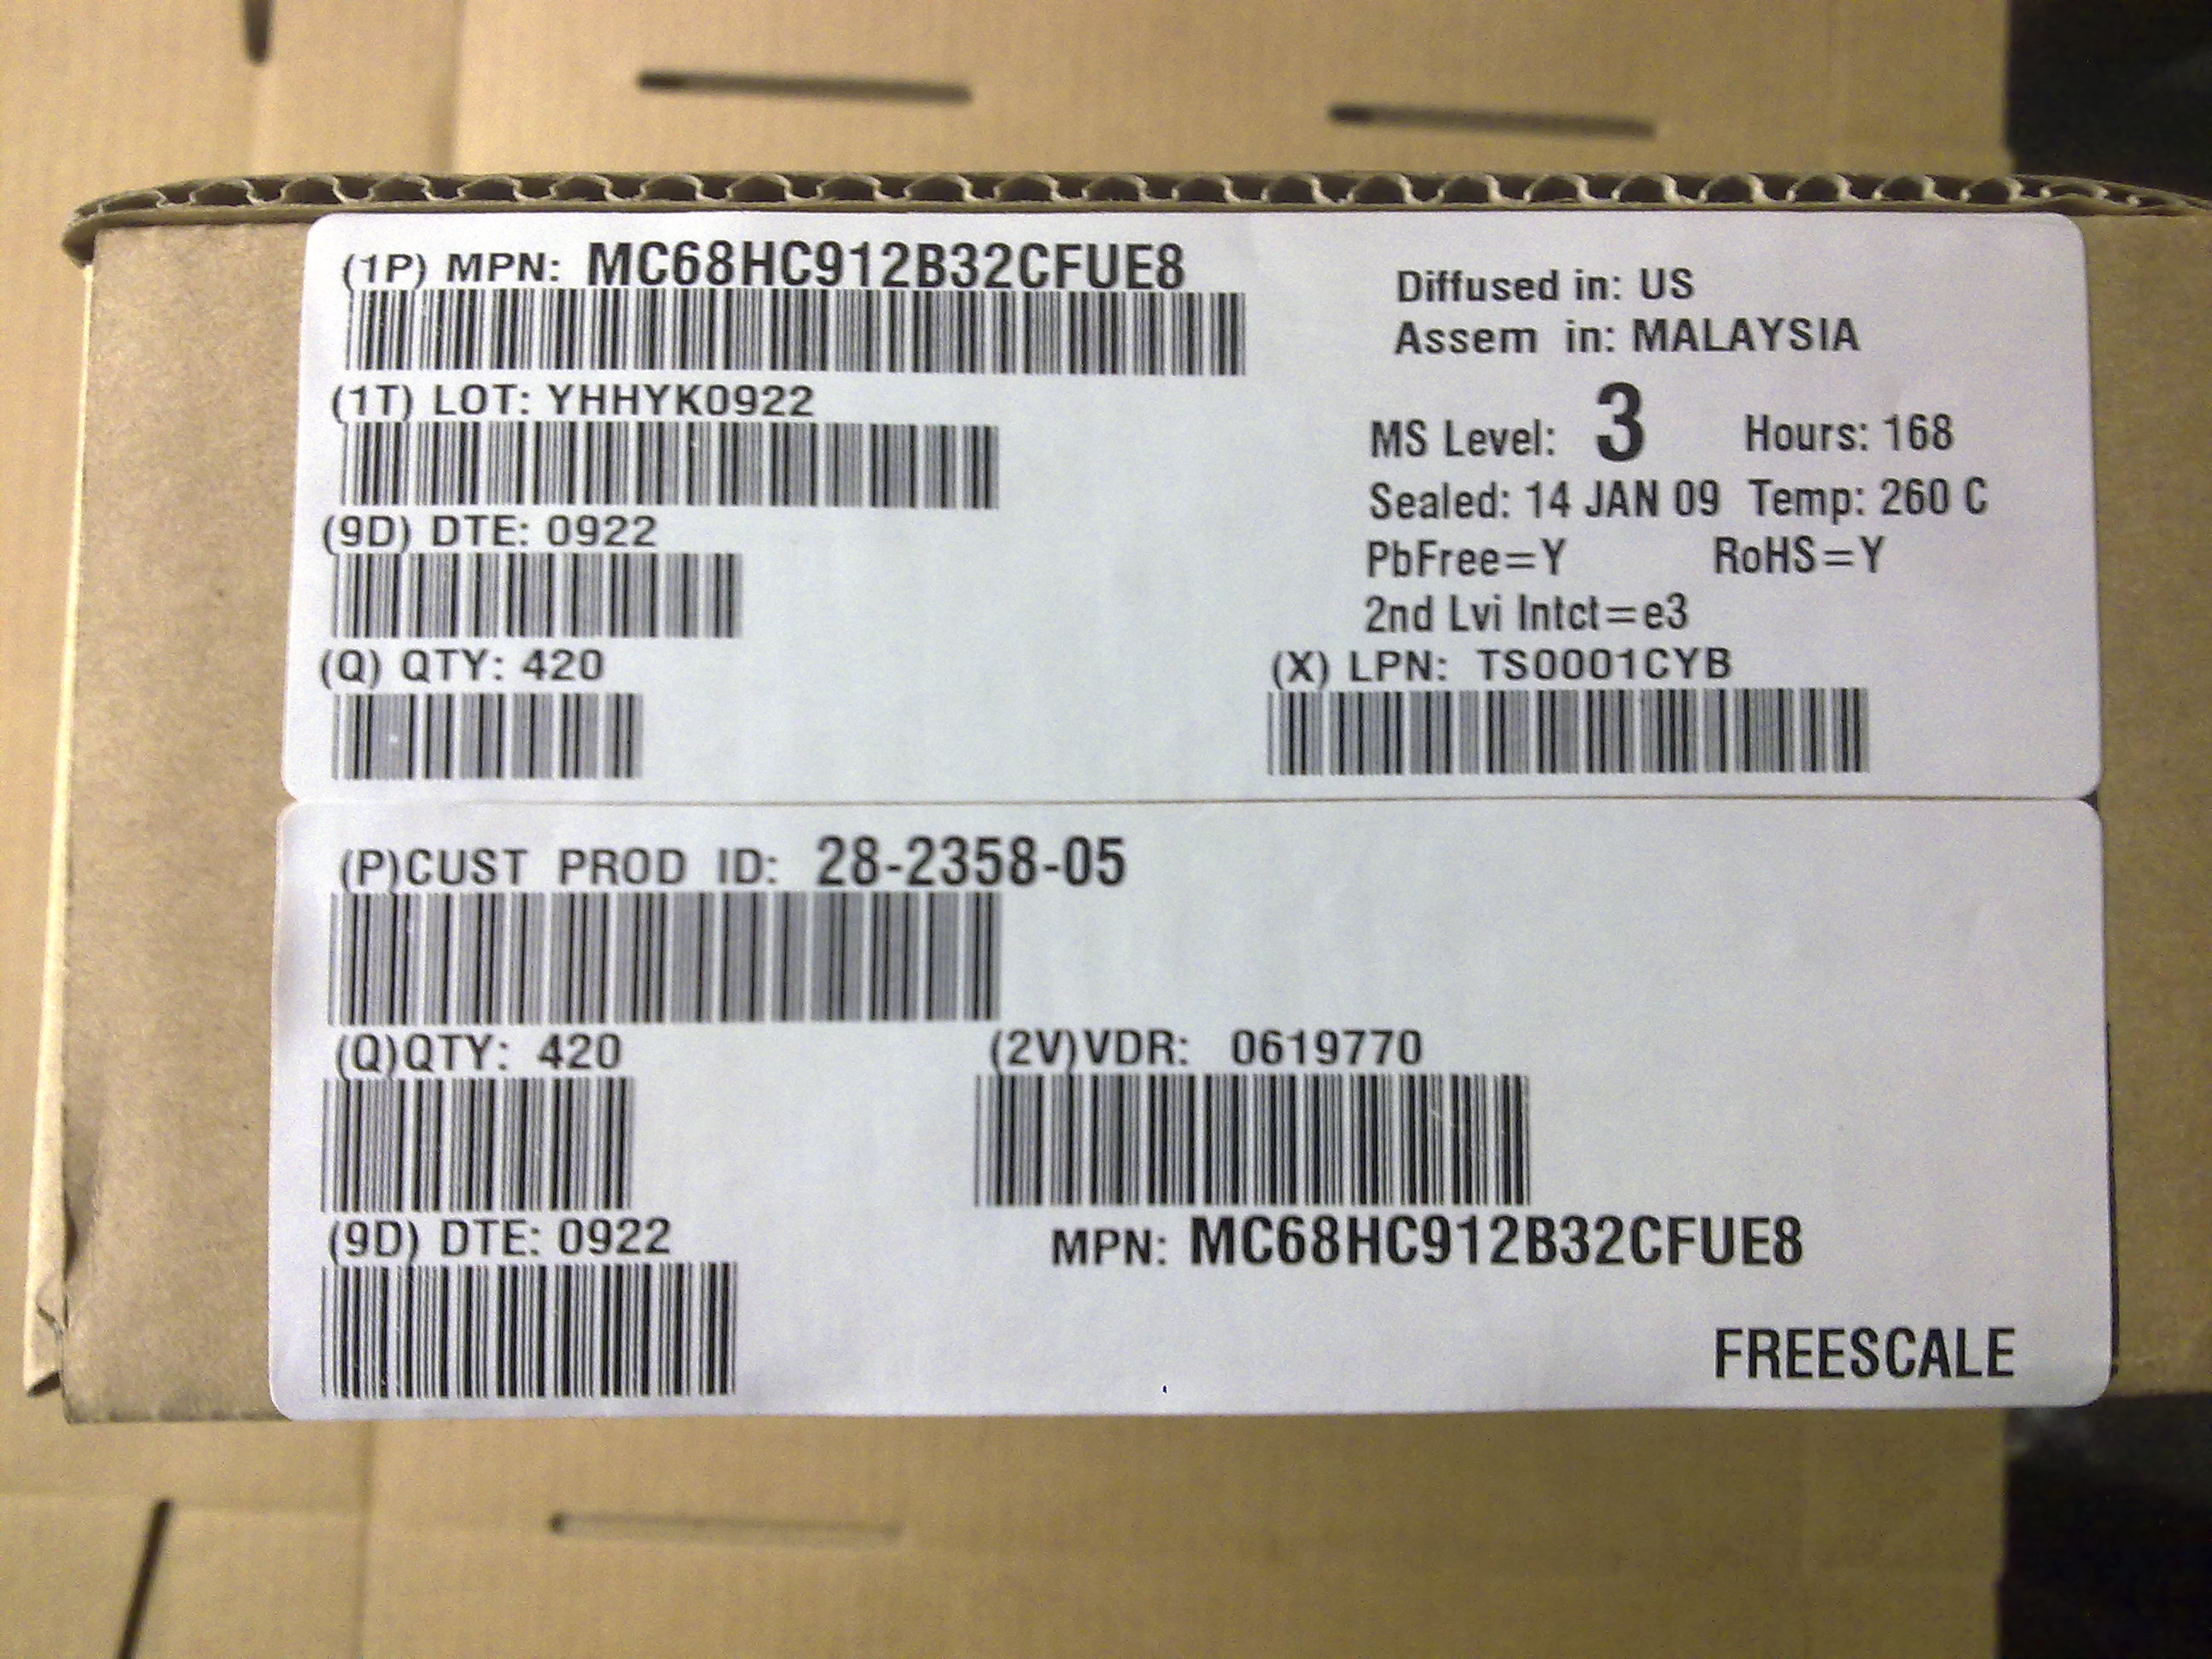 (1P) MPN: MC68HC912B32CFUE8
(1T) LOT: YHHYK0922
(9D) DTE: 0922
(Q) QTY: 420
Diffused in: US
Assem in: MALAYSIA
MS Level: 3 Hours: 168
Sealed: 14 JAN 09 Temp: 260 C
PbFree=Y RoHS=Y
2nd Lvi Intct=e3
(X) LPN: TS0001CYB
(P)CUST PROD ID: 28-2358-05
(Q)QTY: 420 (2V)VDR: 0619770
(9D) DTE: 0922 MPN: MC68HC912B32CFUE8
FREESCALE